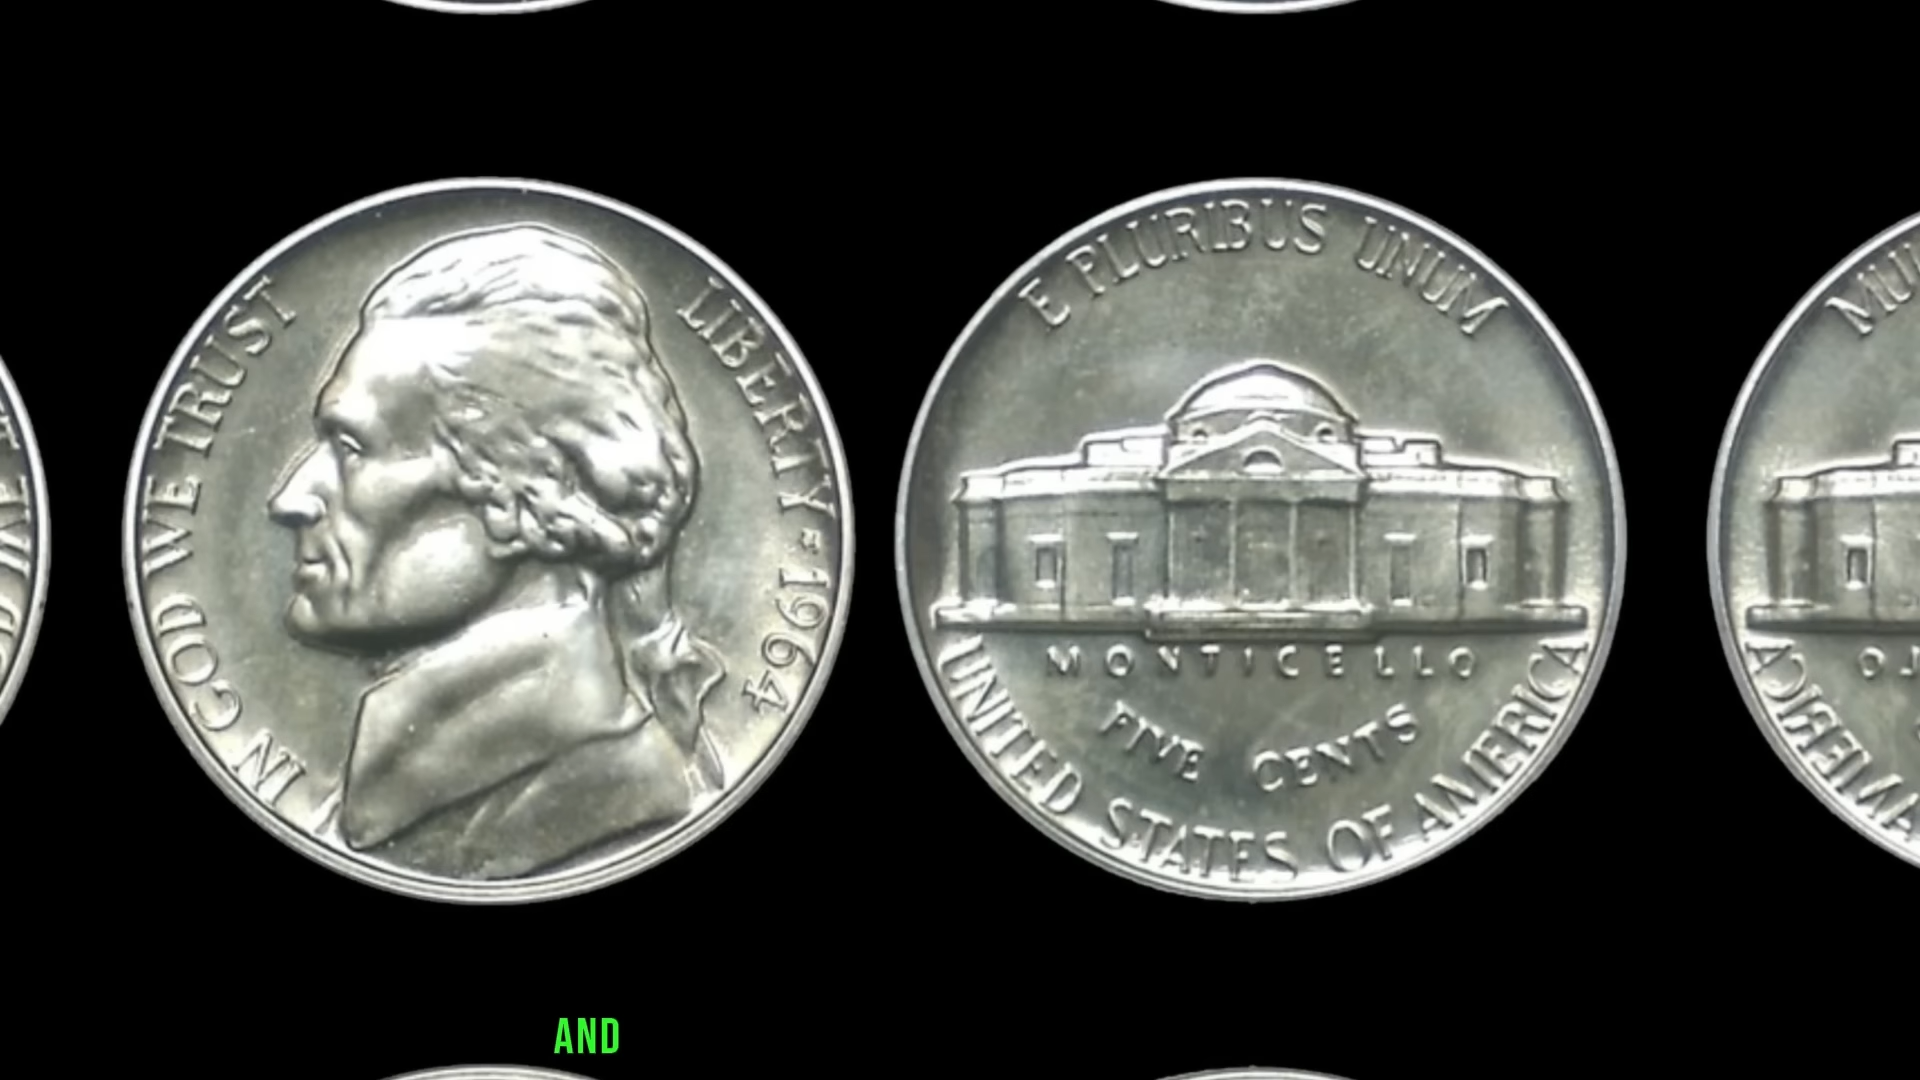 IN GOD WE TRUST
LIBERTY * 1964
E PLURIBUS UNUM
MONTICELLO
FIVE CENTS
UNITED STATES OF AMERICA
AND